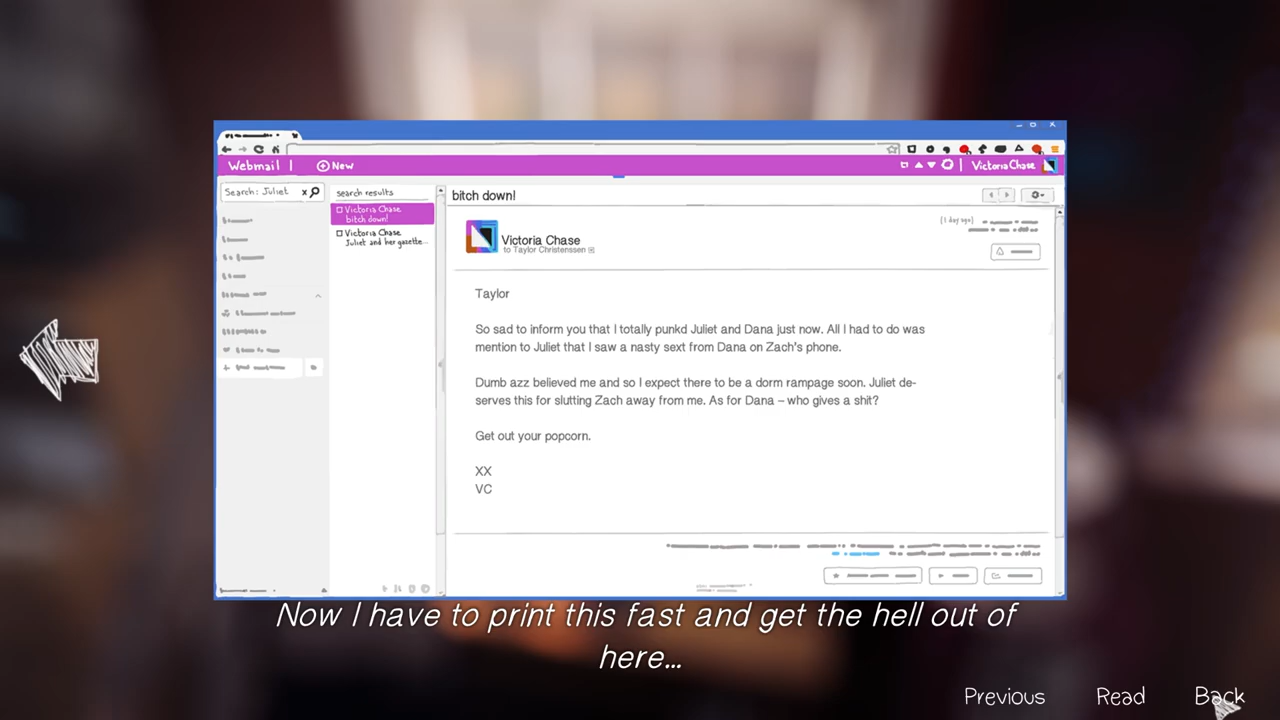 Webmail | New
Victoria Chase
Search: Juliet x
search results
bitch down!
Victoria Chase
bitch down!
Victoria Chase
Juliet and her gazette...
(1 day ago)
Victoria Chase
to Taylor Christenssen
Taylor
So sad to inform you that I totally punkd Juliet and Dana just now. All I had to do was
mention to Juliet that I saw a nasty sext from Dana on Zach's phone.
Dumb azz believed me and so I expect there to be a dorm rampage soon. Juliet de-
serves this for slutting Zach away from me. As for Dana – who gives a shit?
Get out your popcorn.
XX
VC
Now I have to print this fast and get the hell out of
here...
Previous
Read
Back